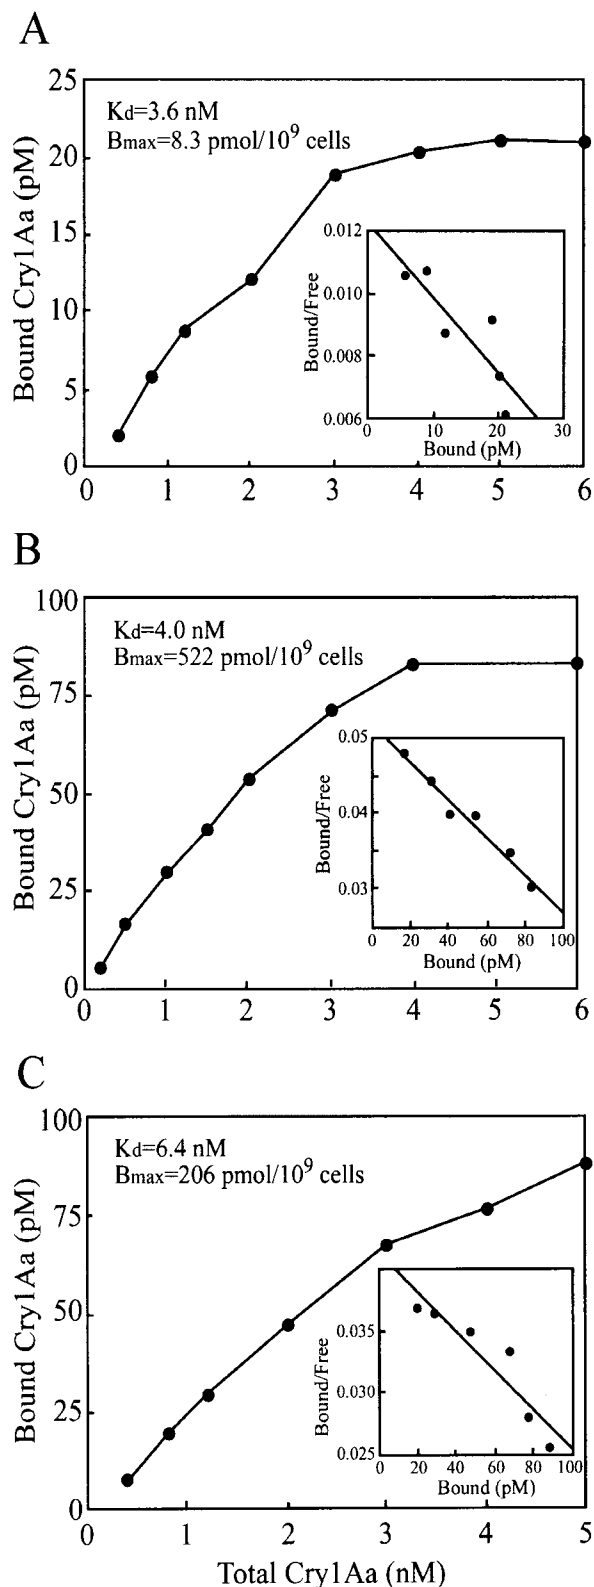 A
25
20
15
10
5
0
Bound Cry1Aa (pM)
Kd=3.6 nM
Bmax=8.3 pmol/10⁹ cells
0.012
0.010
0.008
0.006
Bound/Free
0 10 20 30
Bound (pM)
0 1 2 3 4 5 6
B
100
75
50
25
0
Bound Cry1Aa (pM)
Kd=4.0 nM
Bmax=522 pmol/10⁹ cells
0.05
0.04
0.03
Bound/Free
0 20 40 60 80 100
Bound (pM)
0 1 2 3 4 5 6
C
100
75
50
25
0
Bound Cry1Aa (pM)
Kd=6.4 nM
Bmax=206 pmol/10⁹ cells
0.035
0.030
0.025
Bound/Free
0 20 40 60 80 100
Bound (pM)
0 1 2 3 4 5
Total Cry1Aa (nM)